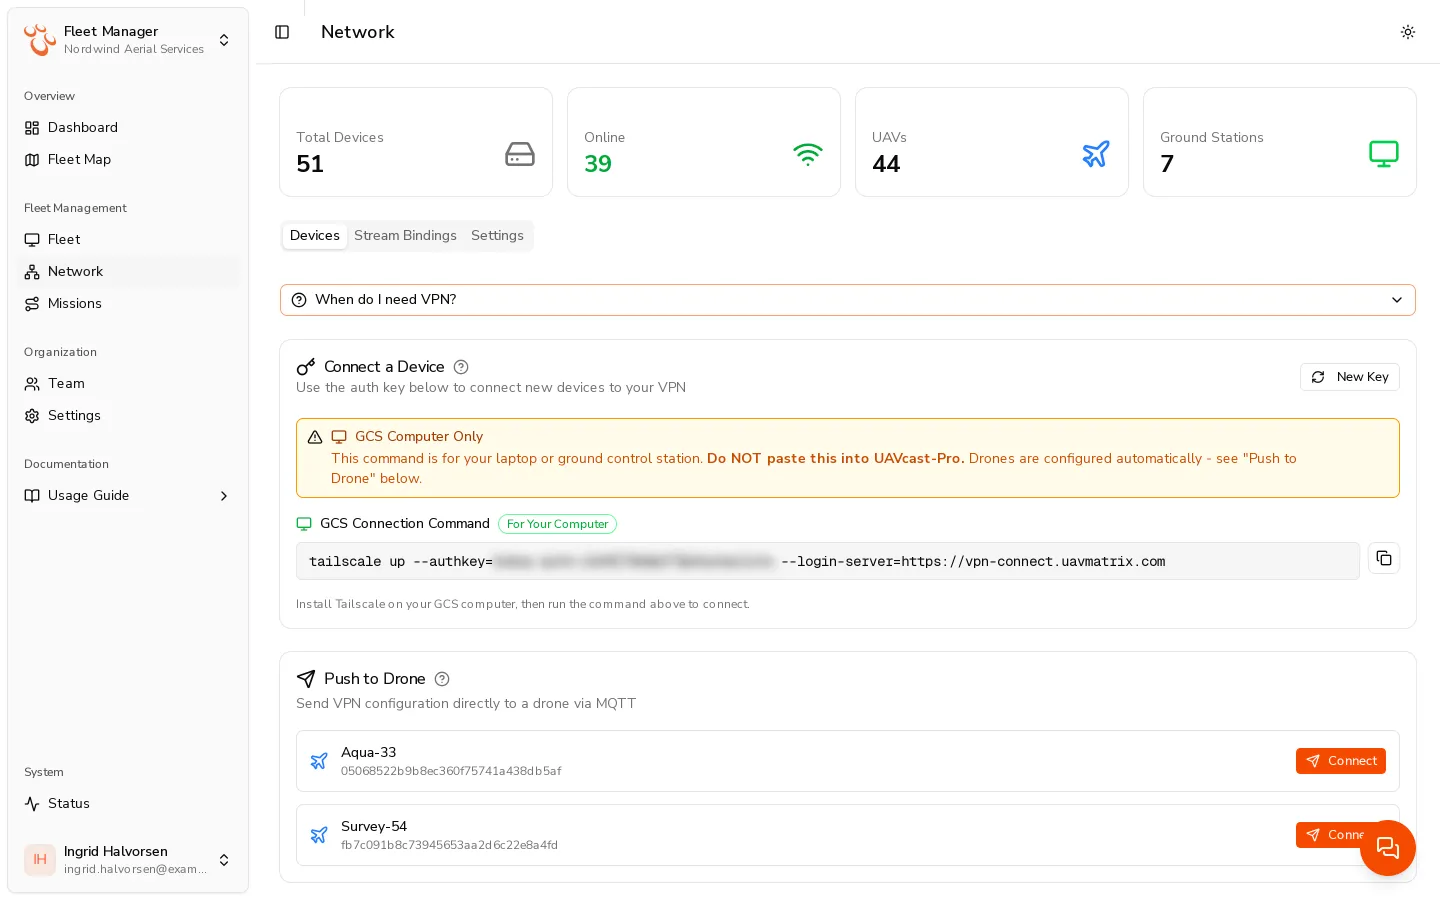 Fleet Manager
Nordwind Aerial Services
Overview
Dashboard
Fleet Map
Fleet Management
Fleet
Network
Missions
Organization
Team
Settings
Documentation
Usage Guide
System
Status
IH
Ingrid Halvorsen
ingrid.halvorsen@exam...
Network
Total Devices
51
Online
39
UAVs
44
Ground Stations
7
Devices Stream Bindings Settings
When do I need VPN?
Connect a Device
Use the auth key below to connect new devices to your VPN
New Key
GCS Computer Only
This command is for your laptop or ground control station. Do NOT paste this into UAVcast-Pro. Drones are configured automatically - see "Push to
Drone" below.
GCS Connection Command For Your Computer
tailscale up --authkey= --login-server=https://vpn-connect.uavmatrix.com
Install Tailscale on your GCS computer, then run the command above to connect.
Push to Drone
Send VPN configuration directly to a drone via MQTT
Aqua-33
05068522b9b8ec360f75741a438db5af
Connect
Survey-54
fb7c091b8c73945653aa2d6c22e8a4fd